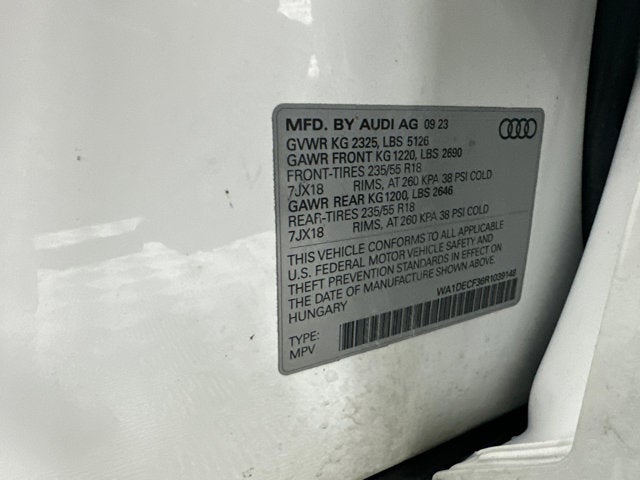 MFD. BY AUDI AG 09 23
GVWR KG 2325, LBS 5126
GAWR FRONT KG 1220, LBS 2690
FRONT-TIRES 235/55 R18
7JX18 RIMS, AT 260 KPA 38 PSI COLD
GAWR REAR KG 1200, LBS 2646
REAR-TIRES 235/55 R18
7JX18 RIMS, AT 260 KPA 38 PSI COLD
THIS VEHICLE CONFORMS TO ALL APPLICABLE
U.S. FEDERAL MOTOR VEHICLE SAFETY AND
THEFT PREVENTION STANDARDS IN EFFECT ON
THE DATE OF MANUFACTURE SHOWN ABOVE.
HUNGARY WA1DECF36R1039148
TYPE:
MPV